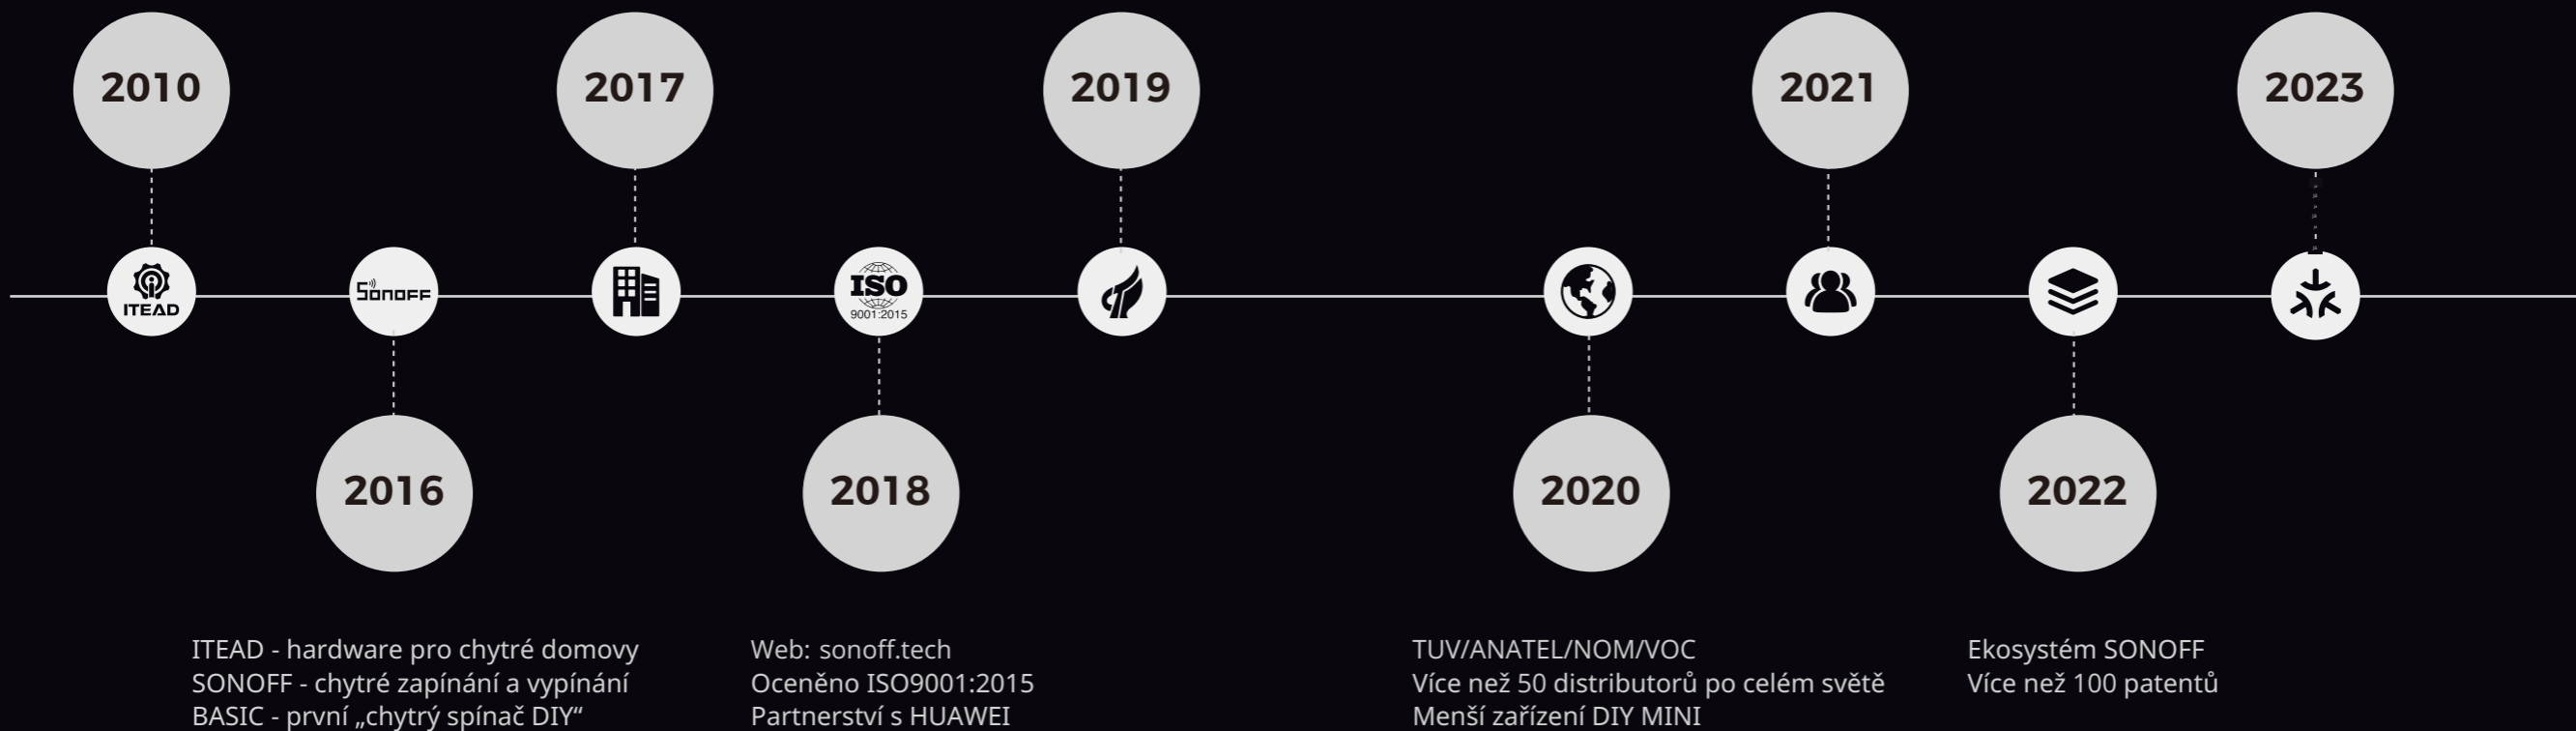 2010
2017
2019
2021
2023
ITEAD
SONOFF
ISO
9001:2015
2016
2018
2020
2022
ITEAD - hardware pro chytré domovy
SONOFF - chytré zapínání a vypínání
BASIC - první „chytrý spínač DIY“
Web: sonoff.tech
Oceněno ISO9001:2015
Partnerství s HUAWEI
TUV/ANATEL/NOM/VOC
Více než 50 distributorů po celém světě
Menší zařízení DIY MINI
Ekosystém SONOFF
Více než 100 patentů